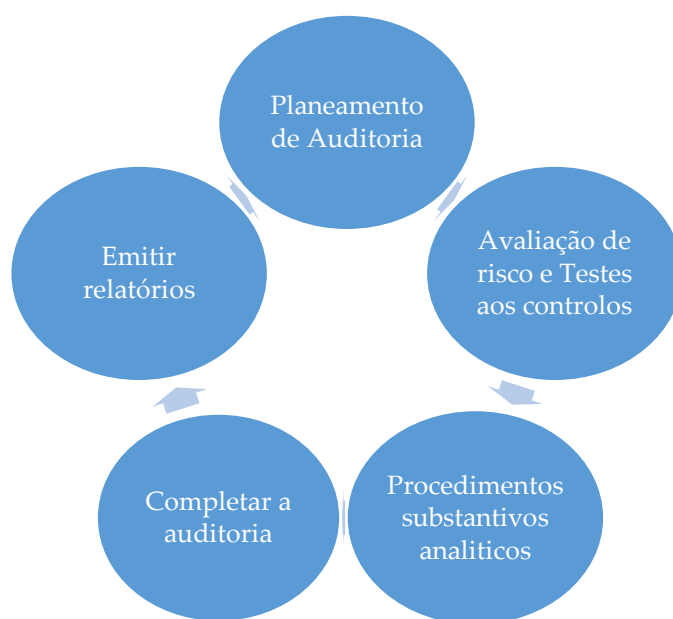 Planeamento
de Auditoria
Avaliação de
risco e Testes
aos controlos
Procedimentos
substantivos
analiticos
Completar a
auditoria
Emitir
relatórios